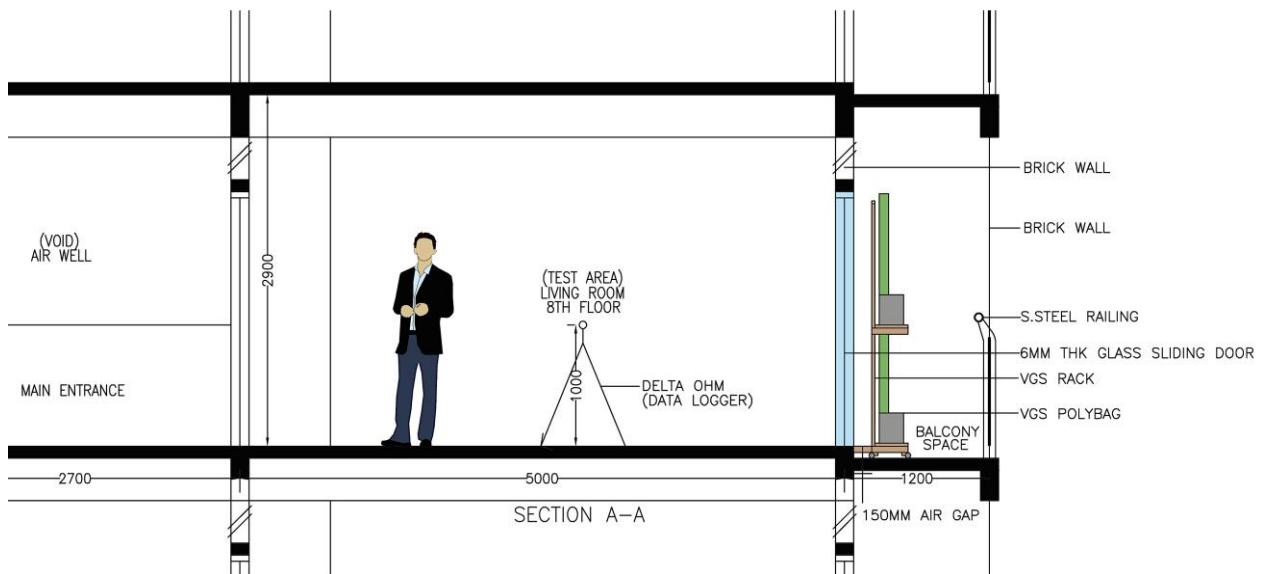 BRICK WALL
(VOID)
AIR WELL
BRICK WALL
2900
(TEST AREA)
LIVING ROOM
8TH FLOOR
S.STEEL RAILING
6MM THK GLASS SLIDING DOOR
MAIN ENTRANCE
1000
DELTA OHM
(DATA LOGGER)
VGS RACK
VGS POLYBAG
BALCONY
SPACE
2700
5000
1200
SECTION A-A
150MM AIR GAP